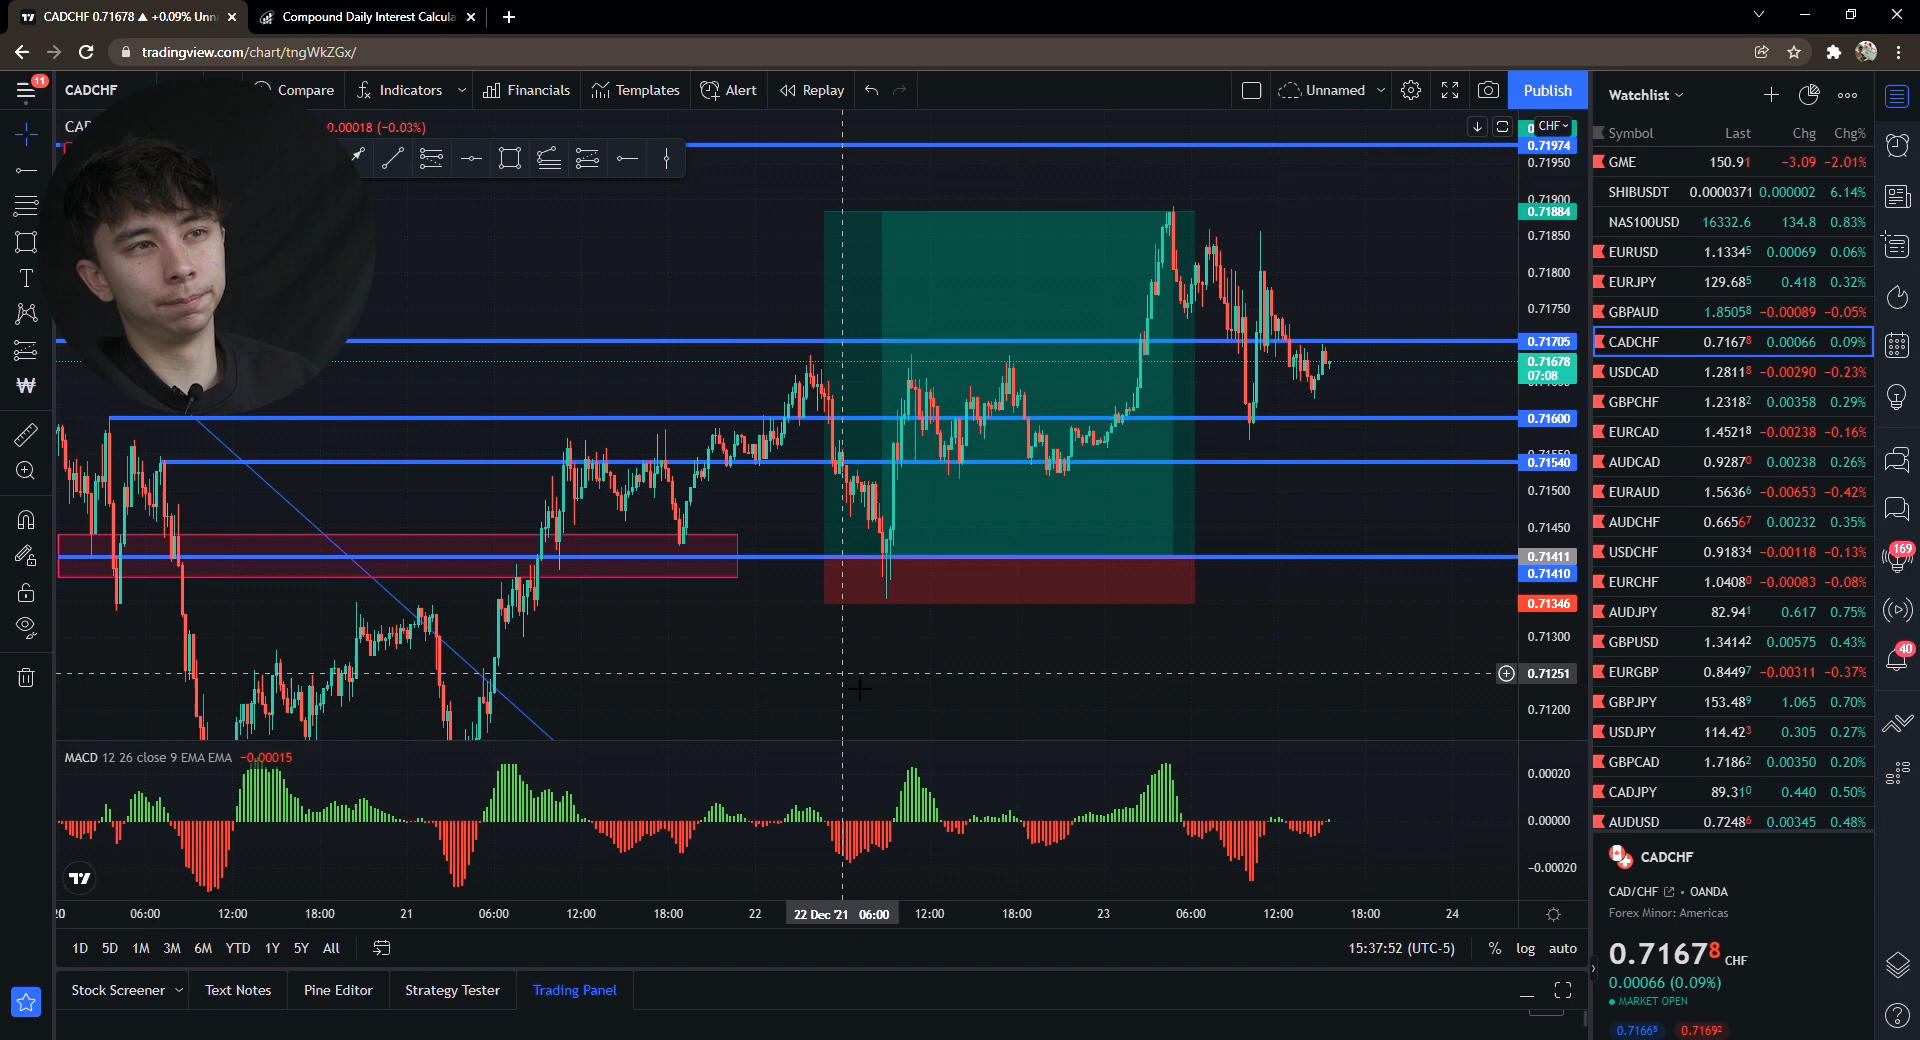 CADCHF 0.71678 ▲ +0.09% Unn
Compound Daily Interest Calcula
tradingview.com/chart/tngWkZGx/
11
CADCHF
Compare
Indicators
Financials
Templates
Alert
Replay
Unnamed
Publish
0.00018 (−0.03%)
CHF
0.71974
0.71950
0.71900
0.71884
0.71850
0.71800
0.71750
0.71705
0.71678
07:08
0.71600
0.71540
0.71500
0.71450
0.71411
0.71410
0.71346
0.71300
0.71251
0.71200
MACD 12 26 close 9 EMA EMA −0.00015
0.00020
0.00000
−0.00020
20 06:00 12:00 18:00 21 06:00 12:00 18:00 22 22 Dec '21 06:00 12:00 18:00 23 06:00 12:00 18:00 24
1D 5D 1M 3M 6M YTD 1Y 5Y All
15:37:52 (UTC-5) % log auto
Stock Screener Text Notes Pine Editor Strategy Tester Trading Panel
Watchlist
Symbol Last Chg Chg%
GME 150.91 −3.09 −2.01%
SHIBUSDT 0.0000371 0.000002 6.14%
NAS100USD 16332.6 134.8 0.83%
EURUSD 1.13345 0.00069 0.06%
EURJPY 129.685 0.418 0.32%
GBPAUD 1.85058 −0.00089 −0.05%
CADCHF 0.71678 0.00066 0.09%
USDCAD 1.28118 −0.00290 −0.23%
GBPCHF 1.23182 0.00358 0.29%
EURCAD 1.45218 −0.00238 −0.16%
AUDCAD 0.92870 0.00238 0.26%
EURAUD 1.56366 −0.00653 −0.42%
AUDCHF 0.66567 0.00232 0.35%
USDCHF 0.91834 −0.00118 −0.13%
EURCHF 1.04080 −0.00083 −0.08%
AUDJPY 82.941 0.617 0.75%
GBPUSD 1.34142 0.00575 0.43%
EURGBP 0.84497 −0.00311 −0.37%
GBPJPY 153.489 1.065 0.70%
USDJPY 114.423 0.305 0.27%
GBPCAD 1.71862 0.00350 0.20%
CADJPY 89.310 0.440 0.50%
AUDUSD 0.72486 0.00345 0.48%
CADCHF
CAD/CHF • OANDA
Forex Minor: Americas
0.71678 CHF
0.00066 (0.09%)
MARKET OPEN
0.71665 0.71692
169
40